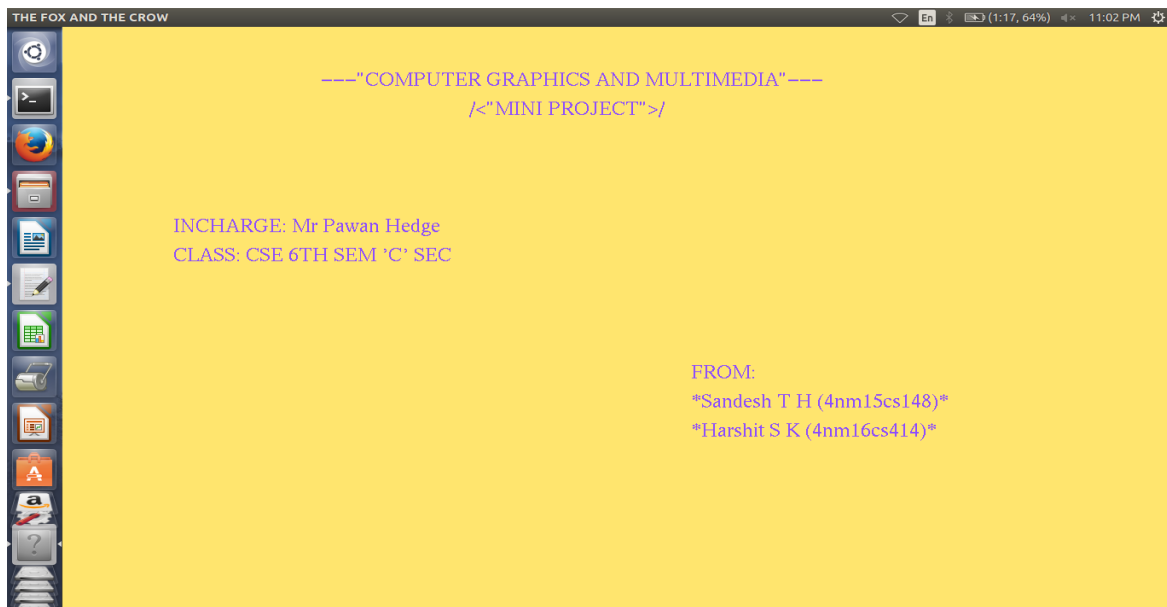 THE FOX AND THE CROW
En (1:17, 64%) 11:02 PM
---"COMPUTER GRAPHICS AND MULTIMEDIA"---
/<"MINI PROJECT">/
INCHARGE: Mr Pawan Hedge
CLASS: CSE 6TH SEM 'C' SEC
FROM:
*Sandesh T H (4nm15cs148)*
*Harshit S K (4nm16cs414)*